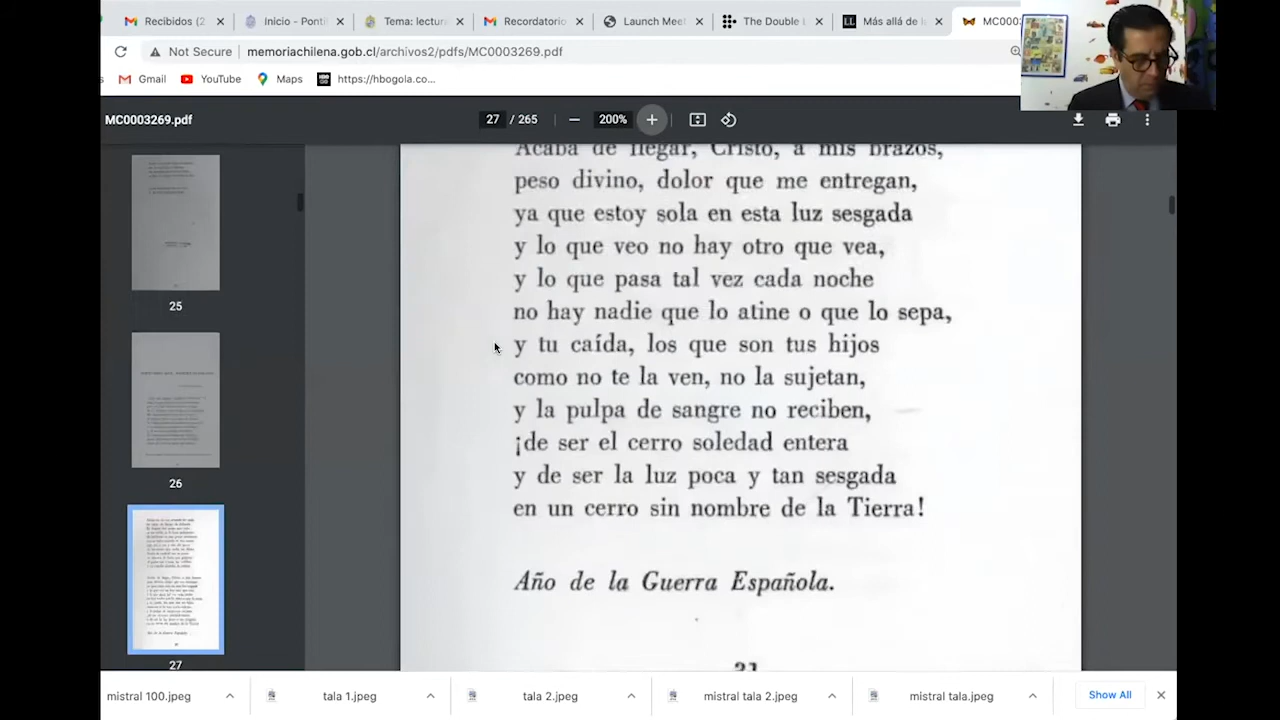 Recibidos (2
Inicio - Ponti
Tema: lectur
Recordatorio
Launch Meet
The Double L
Más allá de l
MC0003
Not Secure
memoriachilena.gob.cl/archivos2/pdfs/MC0003269.pdf
s
Gmail
YouTube
Maps
https://hbogola.co...
MC0003269.pdf
27 / 265
200%
Acaba de llegar, Cristo, a mis brazos,
peso divino, dolor que me entregan,
ya que estoy sola en esta luz sesgada
y lo que veo no hay otro que vea,
y lo que pasa tal vez cada noche
no hay nadie que lo atine o que lo sepa,
y tu caída, los que son tus hijos
como no te la ven, no la sujetan,
y la pulpa de sangre no reciben,
¡de ser el cerro soledad entera
y de ser la luz poca y tan sesgada
en un cerro sin nombre de la Tierra!
Año de la Guerra Española.
31
25
26
27
mistral 100.jpeg
tala 1.jpeg
tala 2.jpeg
mistral tala 2.jpeg
mistral tala.jpeg
Show All